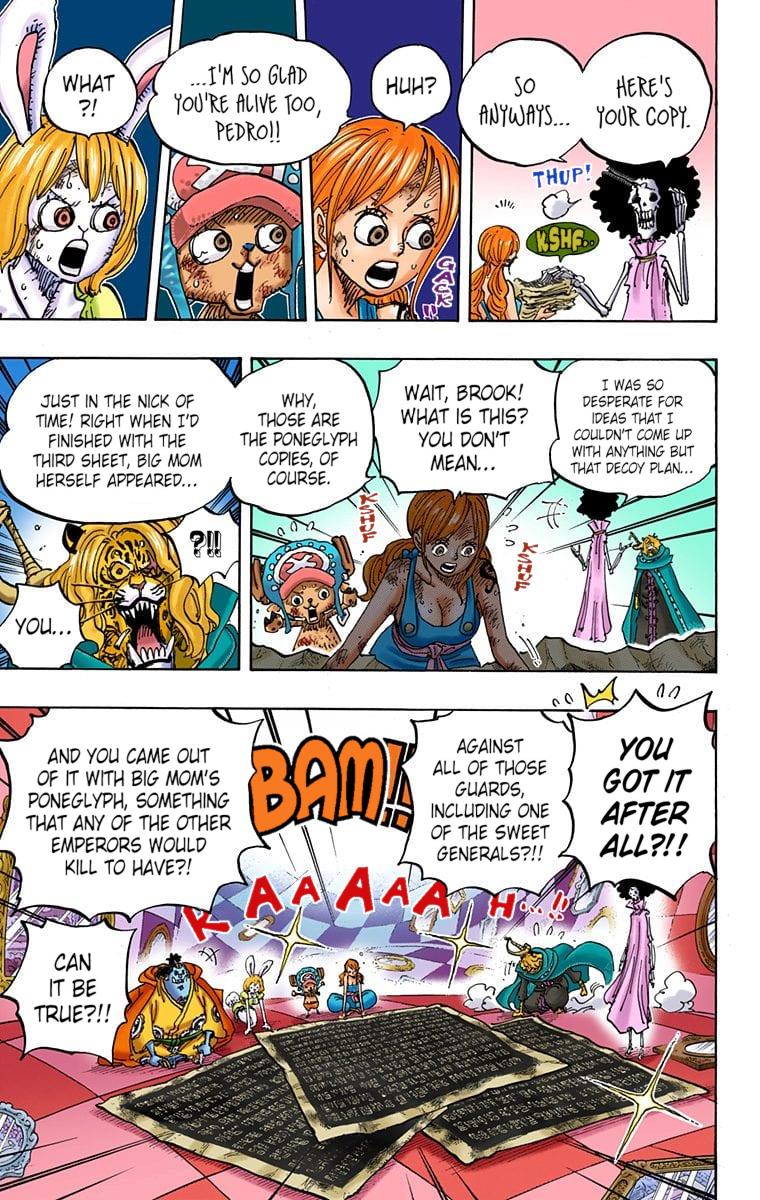 HERE'S
YOUR COPY.
SO
ANYWAYS...
THUP!
KSHF..
HUH?
GACK!!
...I'M SO GLAD
YOU'RE ALIVE TOO,
PEDRO!!
WHAT
?!
I WAS SO
DESPERATE FOR
IDEAS THAT I
COULDN'T COME UP
WITH ANYTHING BUT
THAT DECOY PLAN...
WAIT, BROOK!
WHAT IS THIS?
YOU DON'T
MEAN...
KSHUF
KSHUF
WHY,
THOSE ARE
THE PONEGLYPH
COPIES, OF
COURSE.
JUST IN THE NICK OF
TIME! RIGHT WHEN I'D
FINISHED WITH THE
THIRD SHEET, BIG MOM
HERSELF APPEARED...
?!!
YOU...
YOU
GOT IT
AFTER
ALL?!!
AGAINST
ALL OF THOSE
GUARDS,
INCLUDING ONE
OF THE SWEET
GENERALS?!!
BAM!!
AND YOU CAME OUT
OF IT WITH BIG MOM'S
PONEGLYPH, SOMETHING
THAT ANY OF THE OTHER
EMPERORS WOULD
KILL TO HAVE?!
KAAAAAH...!!
CAN
IT BE
TRUE?!!